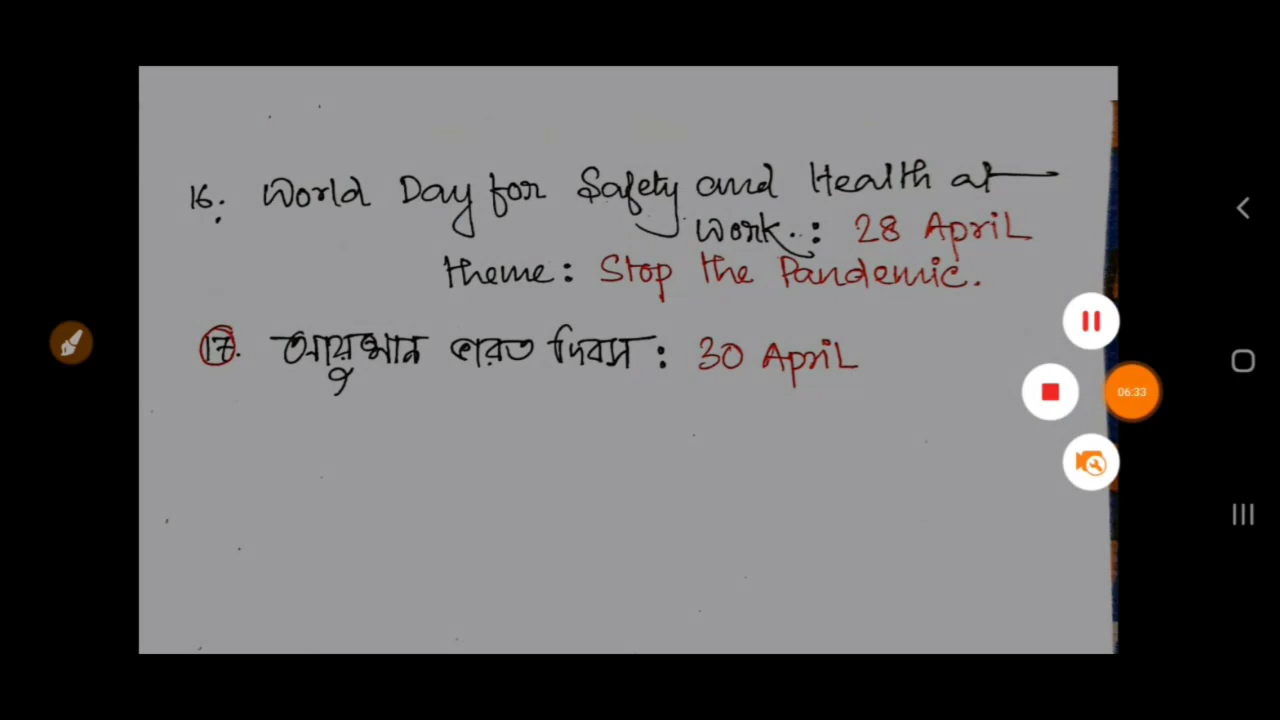 16. World Day for Safety and Health at
work.: 28 April
theme: Stop the Pandemic.
17. আয়ুষ্মান ভারত দিবস: 30 April
06:33